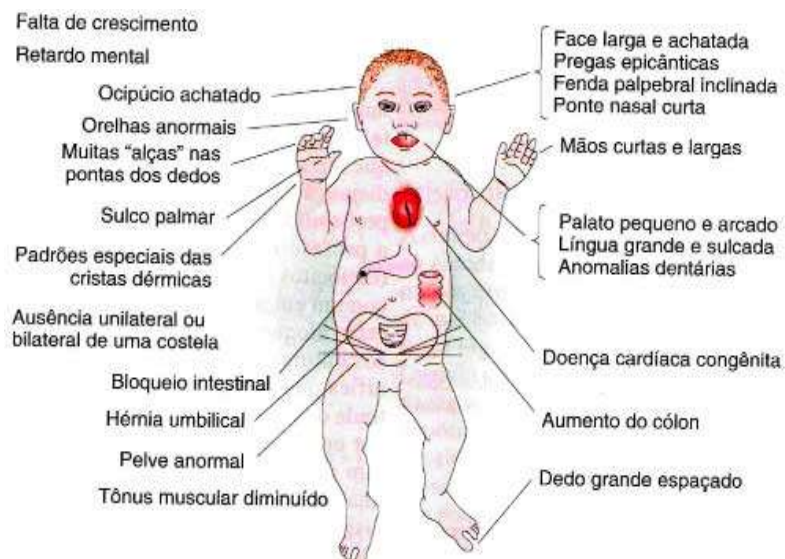 Falta de crescimento
Retardo mental
Ocipúcio achatado
Orelhas anormais
Muitas “alças” nas
pontas dos dedos
Sulco palmar
Padrões especiais das
cristas dérmicas
Ausência unilateral ou
bilateral de uma costela
Bloqueio intestinal
Hérnia umbilical
Pelve anormal
Tônus muscular diminuído
Face larga e achatada
Pregas epicânticas
Fenda palpebral inclinada
Ponte nasal curta
Mãos curtas e largas
Palato pequeno e arcado
Língua grande e sulcada
Anomalias dentárias
Doença cardíaca congênita
Aumento do cólon
Dedo grande espaçado